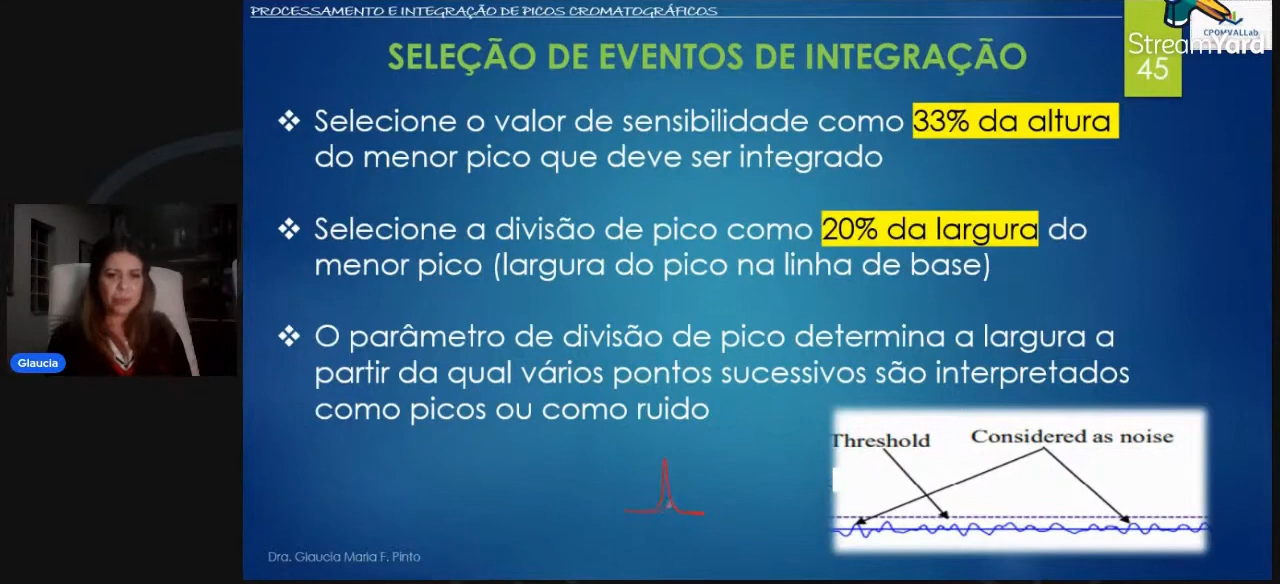 PROCESSAMENTO E INTEGRAÇÃO DE PICOS CROMATOGRÁFICOS
SELEÇÃO DE EVENTOS DE INTEGRAÇÃO
CPOMVALLab
StreamYard
45
❖ Selecione o valor de sensibilidade como 33% da altura
do menor pico que deve ser integrado
❖ Selecione a divisão de pico como 20% da largura do
menor pico (largura do pico na linha de base)
❖ O parâmetro de divisão de pico determina a largura a
partir da qual vários pontos sucessivos são interpretados
como picos ou como ruido
Threshold
Considered as noise
Glaucia
Dra. Glaucia Maria F. Pinto